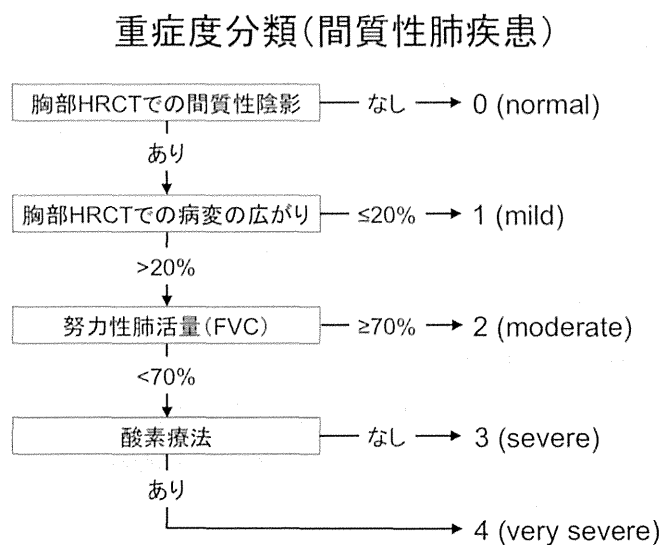 重症度分類(間質性肺疾患)
胸部HRCTでの間質性陰影 なし 0 (normal)
あり
胸部HRCTでの病変の広がり ≤20% 1 (mild)
>20%
努力性肺活量(FVC) ≥70% 2 (moderate)
<70%
酸素療法 なし 3 (severe)
あり
4 (very severe)